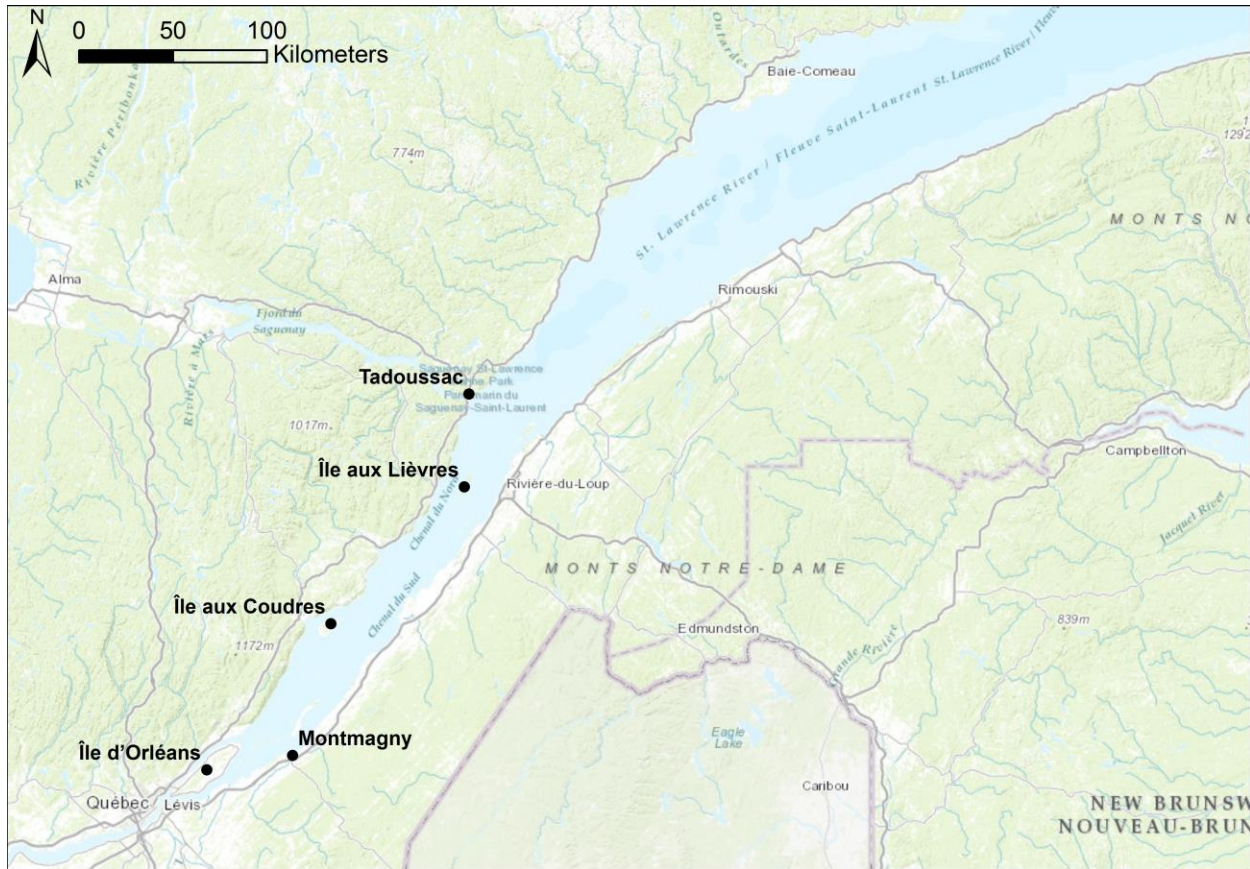 N
0 50 100
Kilometers
Outardes
Baie-Comeau
Rivière Péribonka
St. Lawrence River / Fleuve Saint-Laurent St. Lawrence River / Fleuve
774m
1292
MONTS NO
Alma
Rimouski
Fjord du
Saguenay
Rivière à Mars
Saguenay St-Lawrence
Marine Park
Parc marin du
Saguenay-Saint-Laurent
Tadoussac
1017m
Campbellton
Île aux Lièvres
Rivière-du-Loup
Chenal du Nord
Jacquet River
MONTS NOTRE-DAME
Chenal du Sud
Île aux Coudres
839m
Edmundston
1172m
Grande Rivière
Montmagny
Eagle
Lake
Île d’Orléans
Caribou
Québec
Lévis
NEW BRUNSW
NOUVEAU-BRUN